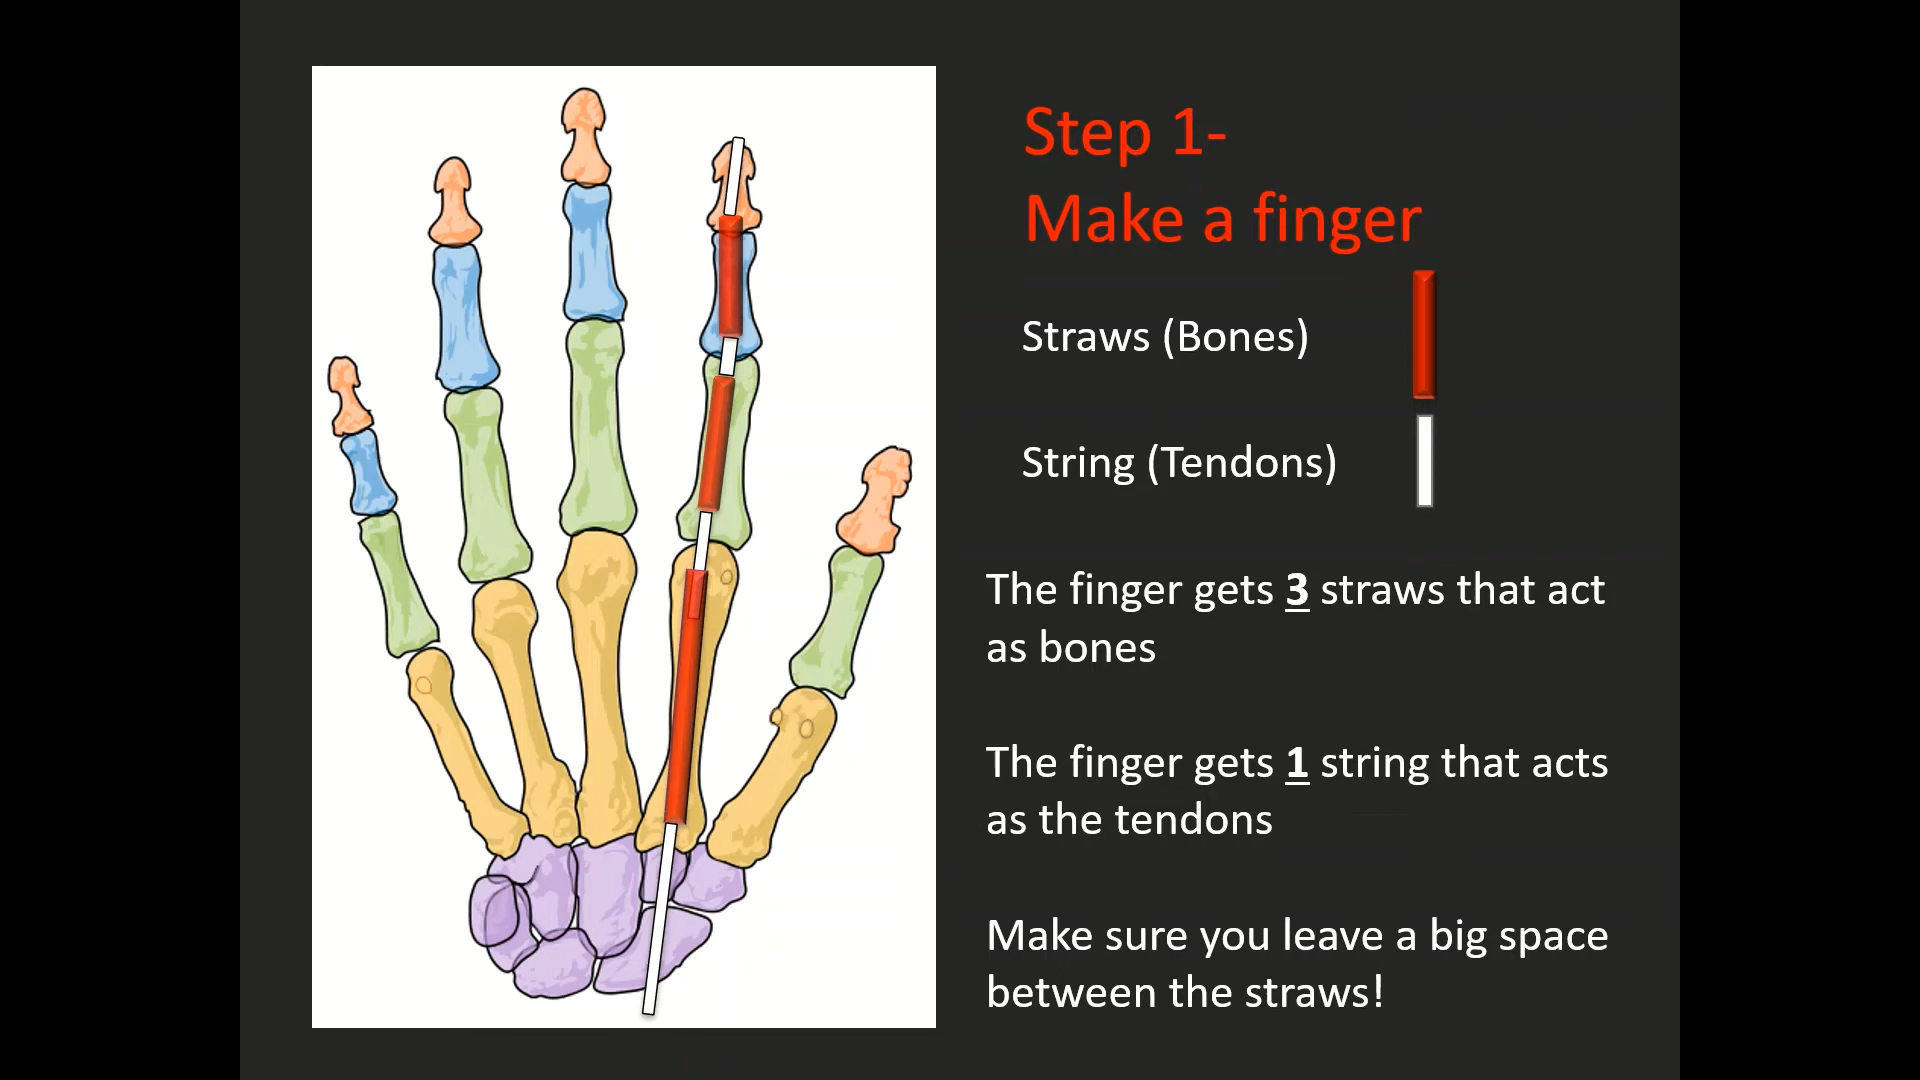 Step 1-
Make a finger
Straws (Bones)
String (Tendons)
The finger gets 3 straws that act
as bones
The finger gets 1 string that acts
as the tendons
Make sure you leave a big space
between the straws!